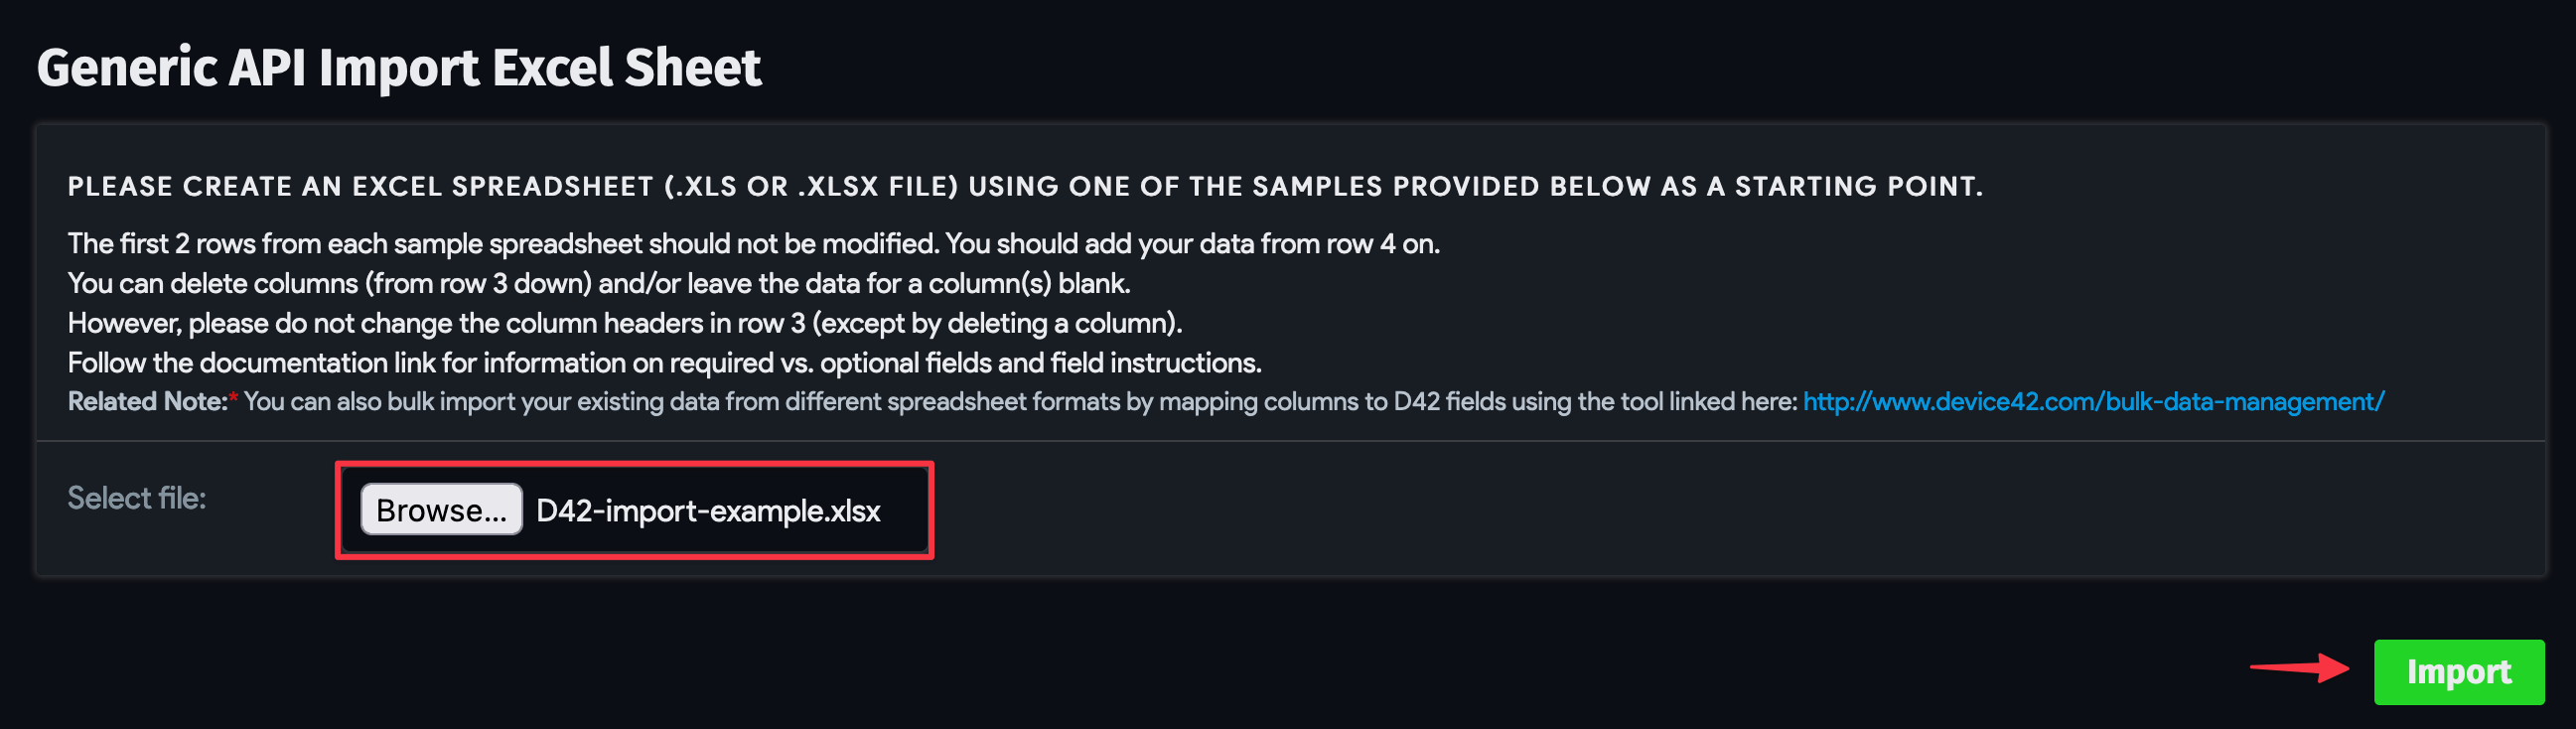 Generic API Import Excel Sheet
PLEASE CREATE AN EXCEL SPREADSHEET (.XLS OR .XLSX FILE) USING ONE OF THE SAMPLES PROVIDED BELOW AS A STARTING POINT.
The first 2 rows from each sample spreadsheet should not be modified. You should add your data from row 4 on.
You can delete columns (from row 3 down) and/or leave the data for a column(s) blank.
However, please do not change the column headers in row 3 (except by deleting a column).
Follow the documentation link for information on required vs. optional fields and field instructions.
Related Note:* You can also bulk import your existing data from different spreadsheet formats by mapping columns to D42 fields using the tool linked here: http://www.device42.com/bulk-data-management/
Select file:
Browse... D42-import-example.xlsx
Import